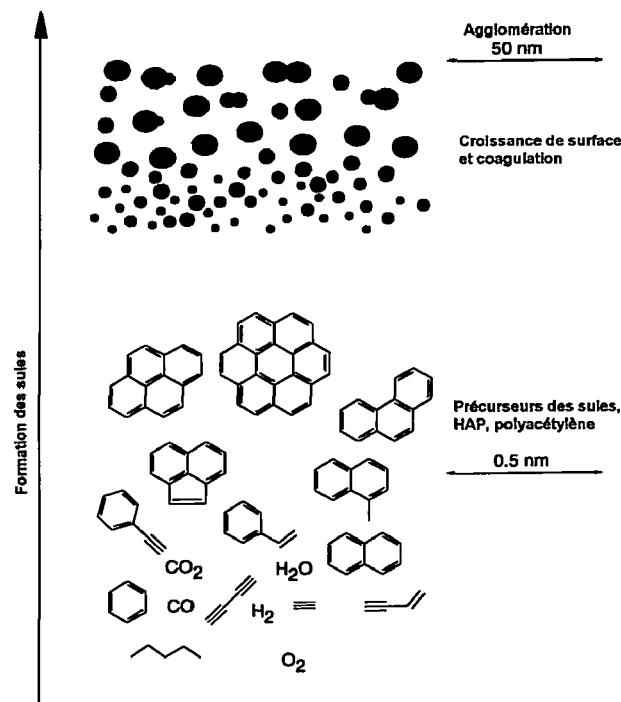 Agglomération
50 nm
Croissance de surface
et coagulation
Formation des suies
Précurseurs des suies,
HAP, polyacétylène
0.5 nm
CO2
H2O
CO
H2
O2